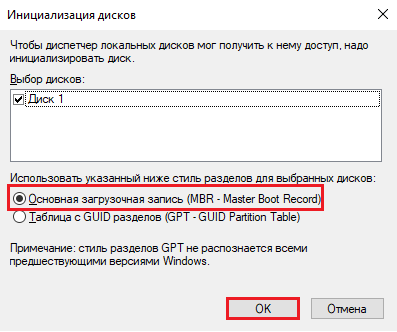 Инициализация дисков
Чтобы диспетчер локальных дисков мог получить к нему доступ, надо
инициализировать диск.
Выбор дисков:
Диск 1
Использовать указанный ниже стиль разделов для выбранных дисков:
Основная загрузочная запись (MBR - Master Boot Record)
Таблица с GUID разделов (GPT - GUID Partition Table)
Примечание: стиль разделов GPT не распознается всеми
предшествующими версиями Windows.
OK
Отмена